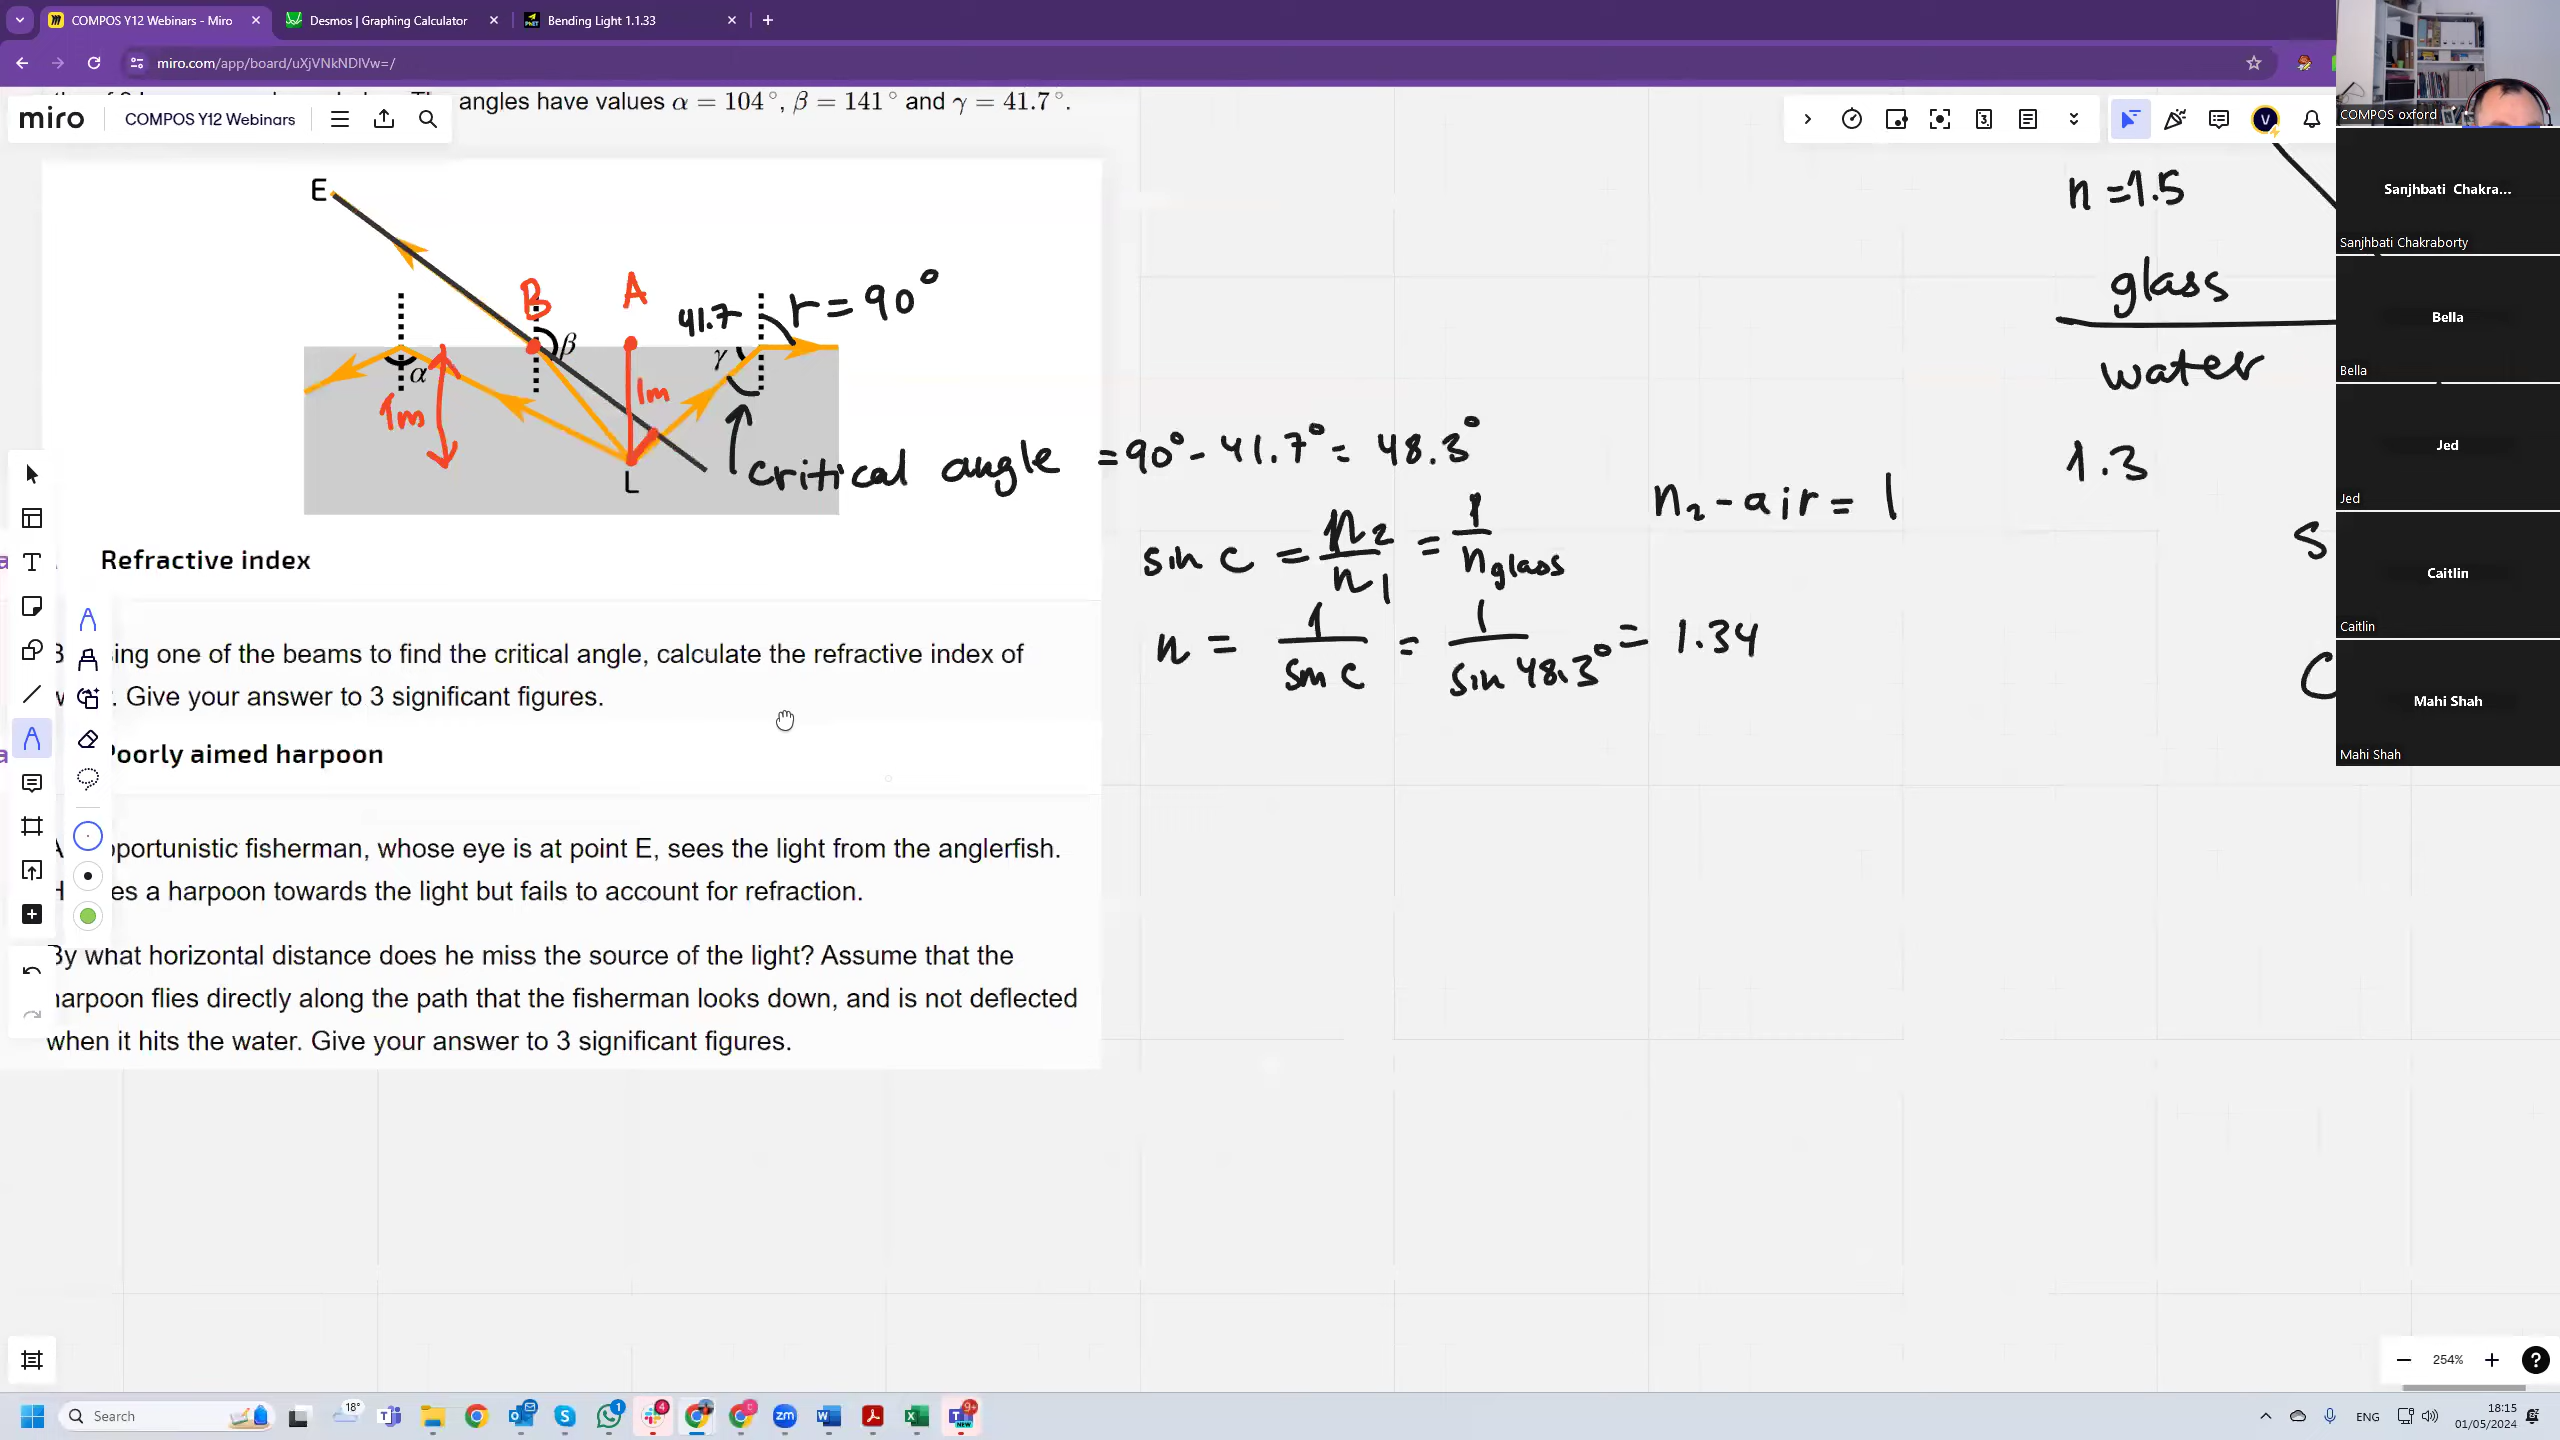 COMPOS Y12 Webinars - Miro
Desmos | Graphing Calculator
Bending Light 1.1.33
miro.com/app/board/uXjVNkNDlVw=/
angles have values α = 104°, β = 141° and γ = 41.7°.
miro
COMPOS Y12 Webinars
E
B
A
41.7
r = 90°
β
γ
α
1m
1m
L
critical angle = 90° - 41.7° = 48.3°
n = 1.5
glass
water
1.3
n₂ - air = 1
sin c = n₂/n₁ = 1/n glass
n = 1/sin c = 1/sin 48.3° = 1.34
Refractive index
ing one of the beams to find the critical angle, calculate the refractive index of
. Give your answer to 3 significant figures.
Poorly aimed harpoon
pportunistic fisherman, whose eye is at point E, sees the light from the anglerfish.
es a harpoon towards the light but fails to account for refraction.
By what horizontal distance does he miss the source of the light? Assume that the
harpoon flies directly along the path that the fisherman looks down, and is not deflected
when it hits the water. Give your answer to 3 significant figures.
COMPOS oxford
Sanjhbati Chakra...
Sanjhbati Chakraborty
Bella
Bella
Jed
Jed
Caitlin
Caitlin
Mahi Shah
Mahi Shah
254%
Search
18°
ENG
18:15
01/05/2024